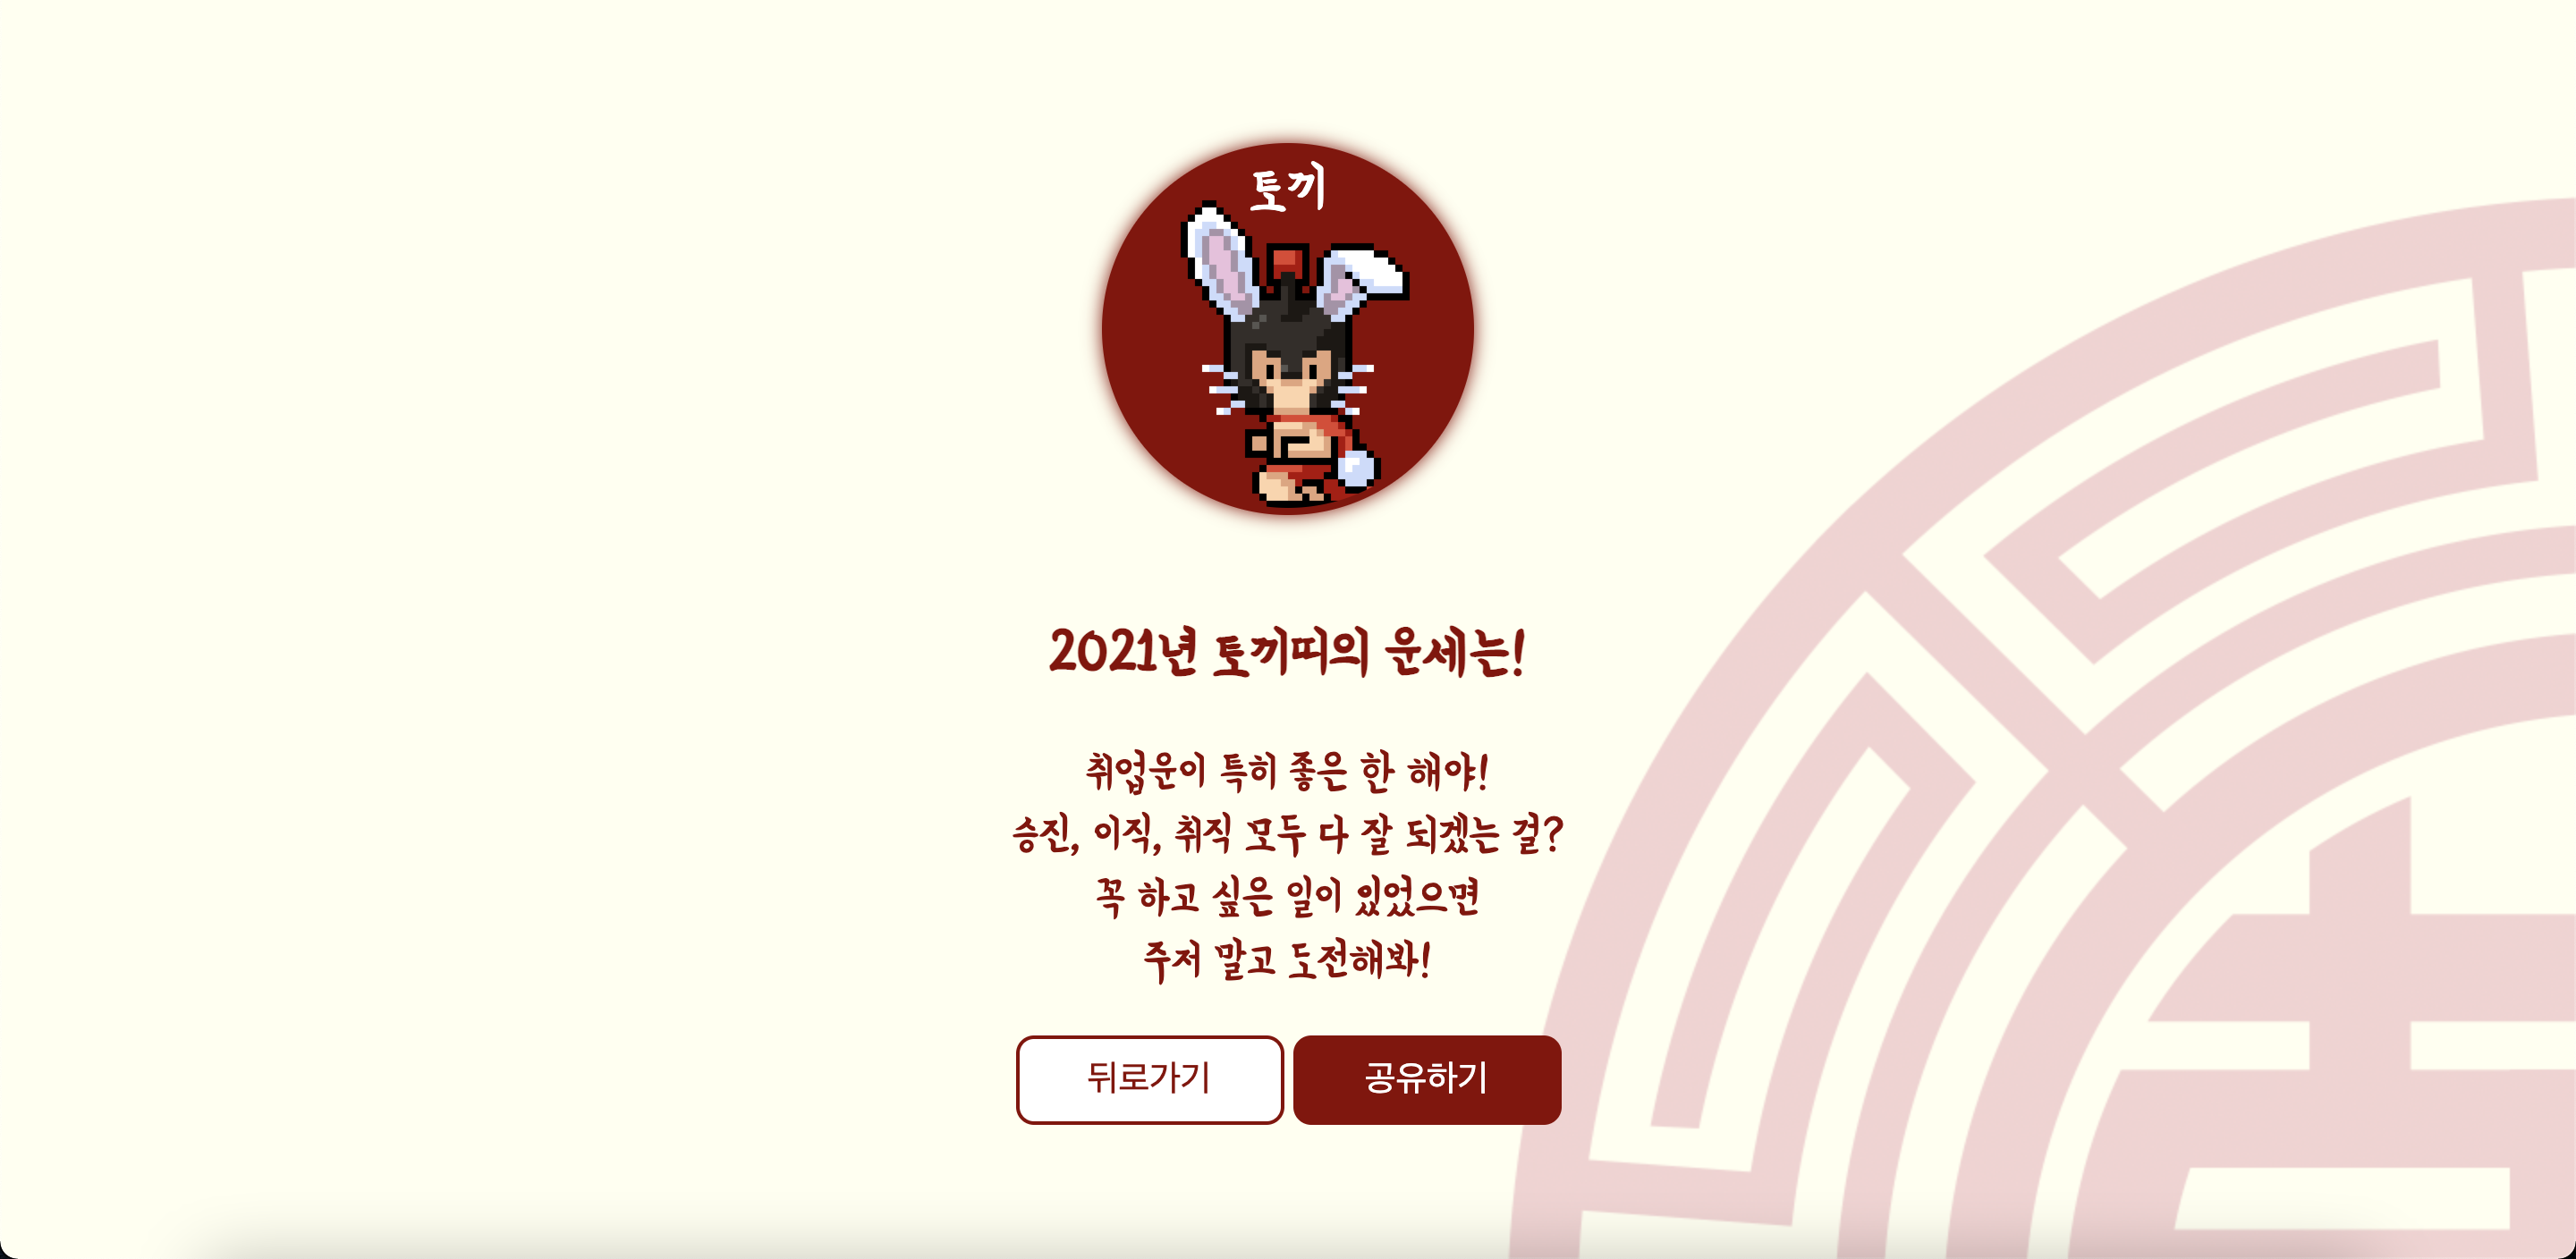 토끼
2021년 토끼띠의 운세는!
취업운이 특히 좋은 한 해야!
승진, 이직, 취직 모두 다 잘 되겠는 걸?
꼭 하고 싶은 일이 있었으면
주저 말고 도전해봐!
뒤로가기 공유하기